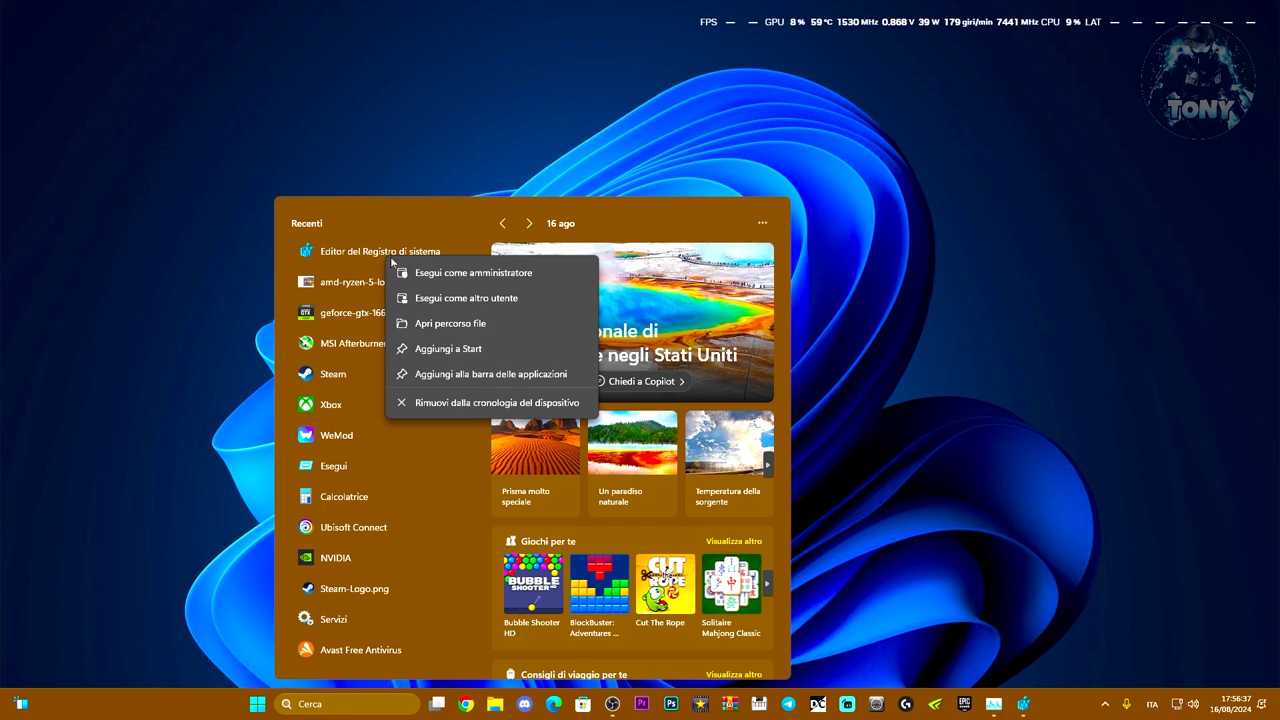 FPS — — GPU 8 % 59 °C 1530 MHz 0.868 V 39 W 179 giri/min 7441 MHz CPU 9 % LAT — — — — — — —
TONY
Recenti
16 ago
Editor del Registro di sistema
amd-ryzen-5-lo
geforce-gtx-166
MSI Afterburner
Steam
Xbox
WeMod
Esegui
Calcolatrice
Ubisoft Connect
NVIDIA
Steam-Logo.png
Servizi
Avast Free Antivirus
Esegui come amministratore
Esegui come altro utente
Apri percorso file
Aggiungi a Start
Aggiungi alla barra delle applicazioni
Rimuovi dalla cronologia del dispositivo
onale di
e negli Stati Uniti
Chiedi a Copilot
Prisma molto
speciale
Un paradiso
naturale
Temperatura della
sorgente
Giochi per te
Visualizza altro
BUBBLE
SHOOTER
CUT
ROPE
中
Bubble Shooter
HD
BlockBuster:
Adventures ...
Cut The Rope
Solitaire
Mahjong Classic
Consigli di viaggio per te
Visualizza altro
Cerca
Pr
Ps
DC
EPIC
ITA
17:56:37
16/08/2024